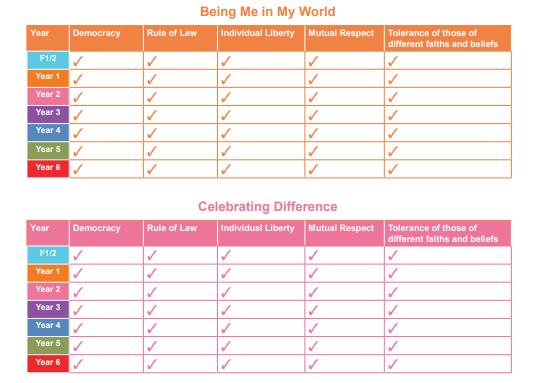 Being Me in My World
Year Democracy Rule of Law Individual Liberty Mutual Respect Tolerance of those of
different faiths and beliefs
F1/2 ✓ ✓ ✓ ✓ ✓
Year 1 ✓ ✓ ✓ ✓ ✓
Year 2 ✓ ✓ ✓ ✓ ✓
Year 3 ✓ ✓ ✓ ✓ ✓
Year 4 ✓ ✓ ✓ ✓ ✓
Year 5 ✓ ✓ ✓ ✓ ✓
Year 6 ✓ ✓ ✓ ✓ ✓
Celebrating Difference
Year Democracy Rule of Law Individual Liberty Mutual Respect Tolerance of those of
different faiths and beliefs
F1/2 ✓ ✓ ✓ ✓ ✓
Year 1 ✓ ✓ ✓ ✓ ✓
Year 2 ✓ ✓ ✓ ✓ ✓
Year 3 ✓ ✓ ✓ ✓ ✓
Year 4 ✓ ✓ ✓ ✓ ✓
Year 5 ✓ ✓ ✓ ✓ ✓
Year 6 ✓ ✓ ✓ ✓ ✓